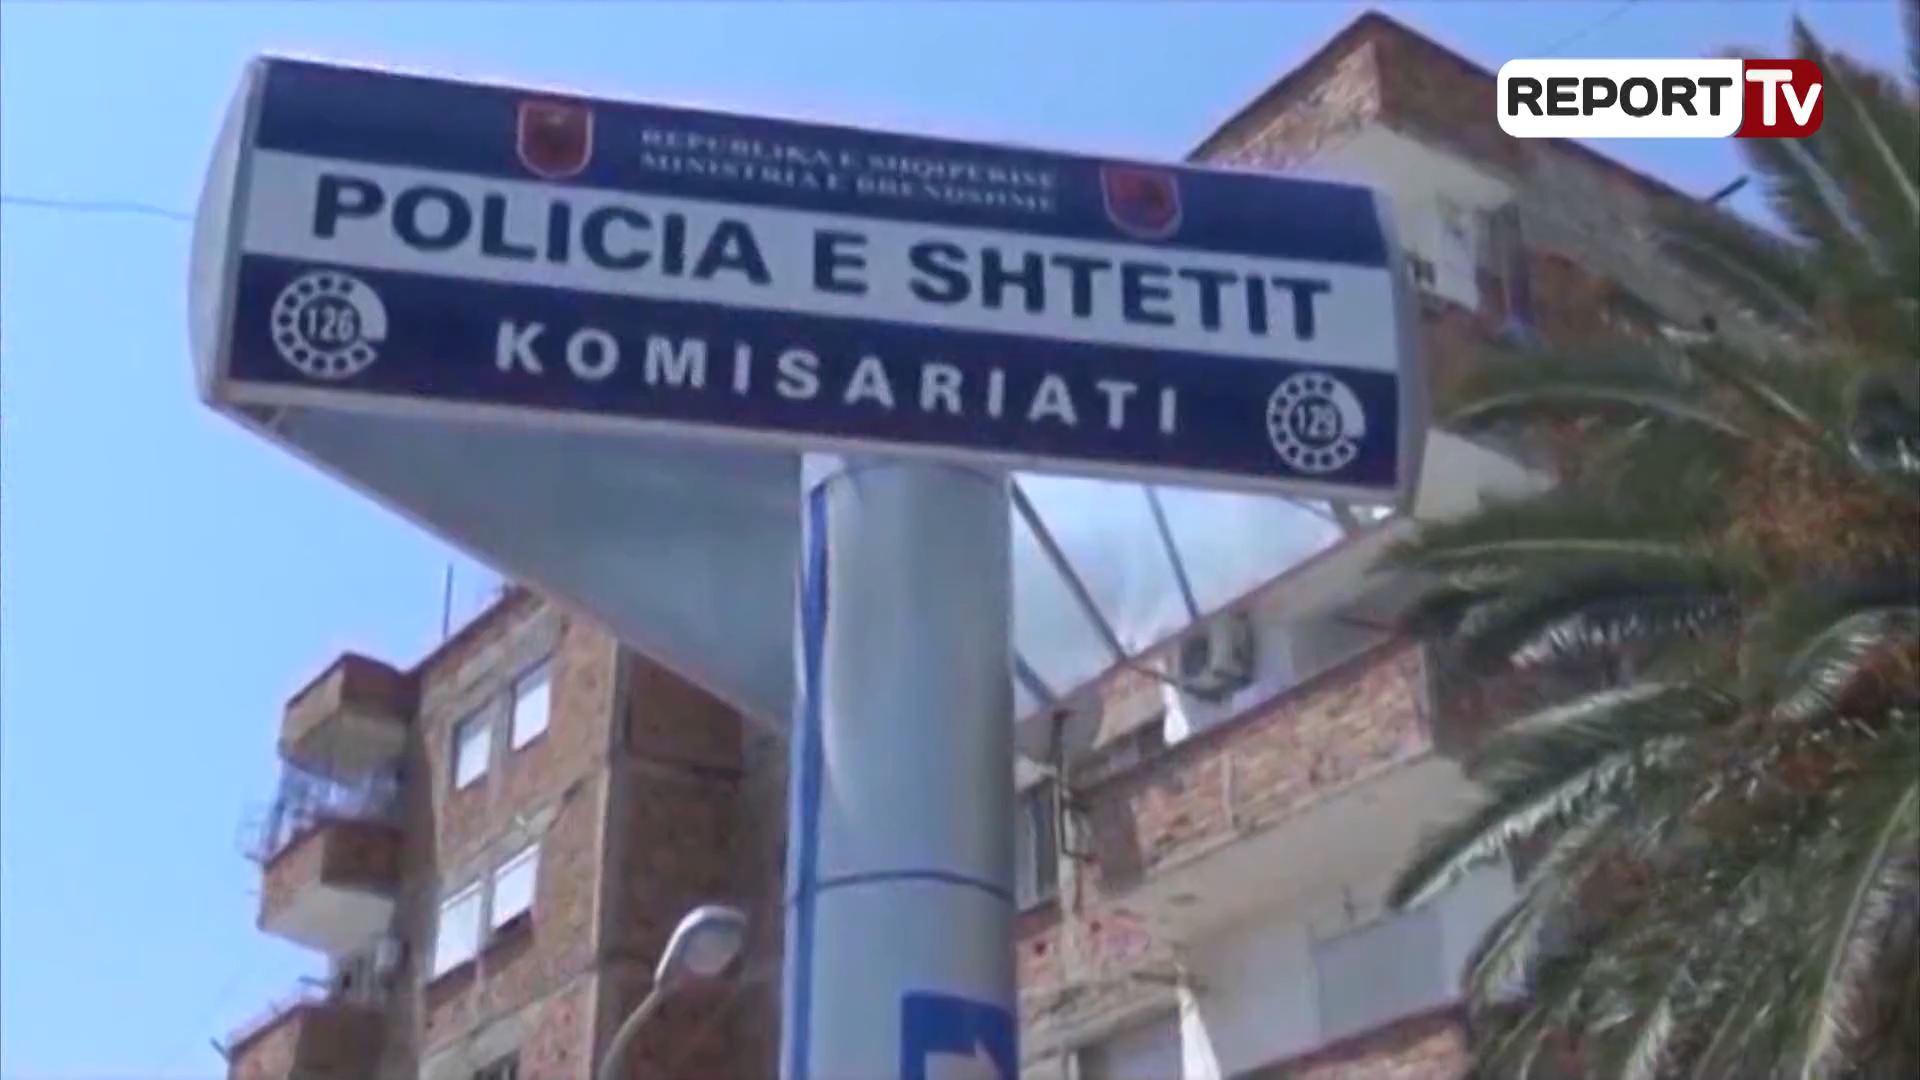 REPORT Tv
REPUBLIKA E SHQIPERISE
MINISTRIA E BRENDSHME
POLICIA E SHTETIT
126
KOMISARIATI
129